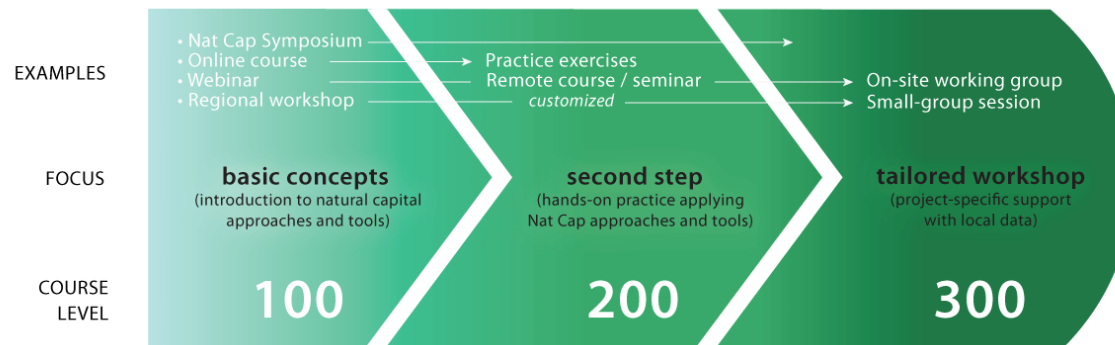 EXAMPLES
• Nat Cap Symposium
• Online course
Practice exercises
• Webinar
Remote course / seminar
On-site working group
• Regional workshop
customized
Small-group session
FOCUS
basic concepts
(introduction to natural capital
approaches and tools)
second step
(hands-on practice applying
Nat Cap approaches and tools)
tailored workshop
(project-specific support
with local data)
COURSE
LEVEL
100
200
300